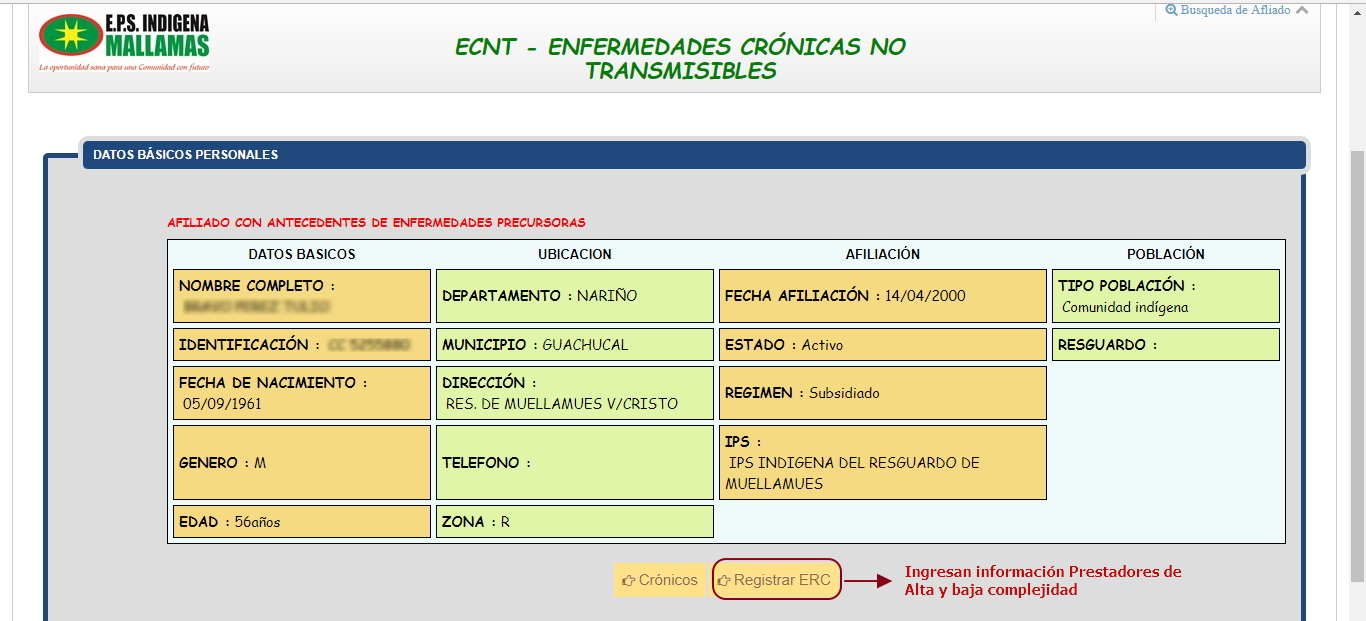 Busqueda de Afliado
E.P.S. INDIGENA
MALLAMAS
La oportunidad sana para una Comunidad con futuro
ECNT - ENFERMEDADES CRÓNICAS NO
TRANSMISIBLES
DATOS BÁSICOS PERSONALES
AFILIADO CON ANTECEDENTES DE ENFERMEDADES PRECURSORAS
DATOS BASICOS UBICACION AFILIACIÓN POBLACIÓN
NOMBRE COMPLETO :
DEPARTAMENTO : NARIÑO
FECHA AFILIACIÓN : 14/04/2000
TIPO POBLACIÓN :
Comunidad indígena
IDENTIFICACIÓN :
MUNICIPIO : GUACHUCAL
ESTADO : Activo
RESGUARDO :
FECHA DE NACIMIENTO :
05/09/1961
DIRECCIÓN :
RES. DE MUELLAMUES V/CRISTO
REGIMEN : Subsidiado
GENERO : M
TELEFONO :
IPS :
IPS INDIGENA DEL RESGUARDO DE
MUELLAMUES
EDAD : 56años
ZONA : R
Crónicos
Registrar ERC
Ingresan información Prestadores de
Alta y baja complejidad